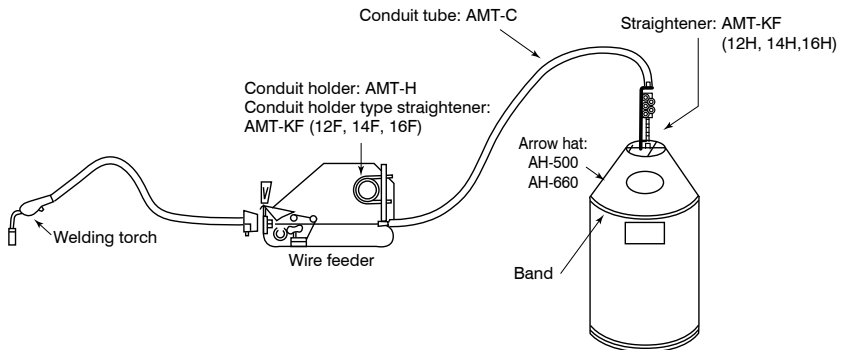 Conduit tube: AMT-C
Straightener: AMT-KF
(12H, 14H,16H)
Conduit holder: AMT-H
Conduit holder type straightener:
AMT-KF (12F, 14F, 16F)
Arrow hat:
AH-500
AH-660
Welding torch
Wire feeder
Band